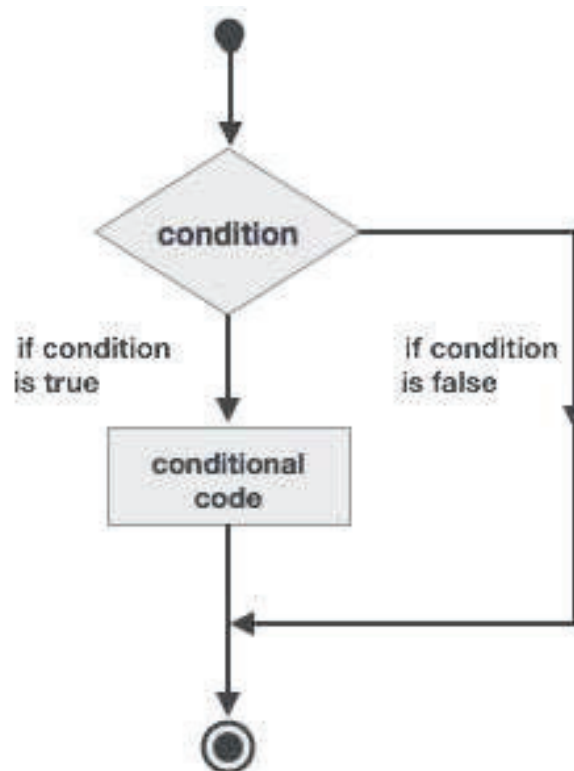 condition
if condition
is true
if condition
is false
conditional
code